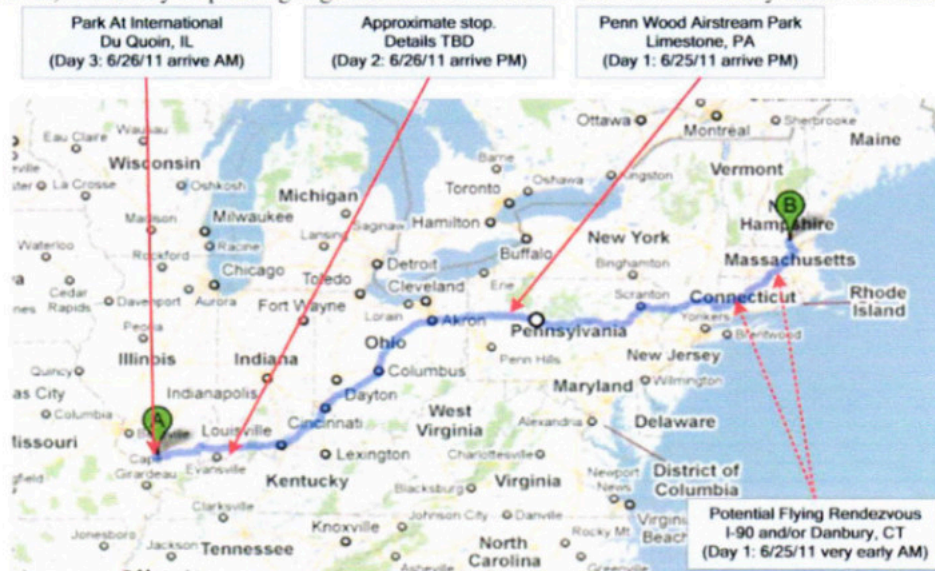 Park At International
Du Quoin, IL
(Day 3: 6/26/11 arrive AM)
Approximate stop.
Details TBD
(Day 2: 6/26/11 arrive PM)
Penn Wood Airstream Park
Limestone, PA
(Day 1: 6/25/11 arrive PM)
Eau Claire
Wausau
Wisconsin
La Crosse
Oshkosh
Madison
Milwaukee
Racine
Waterloo
Rockford
Chicago
Cedar
Rapids
Davenport
Aurora
Peoria
Illinois
Quincy
as City
Columbia
issouri
A
Cape
Girardeau
Michigan
Lansing
Saginaw
Detroit
Toledo
Fort Wayne
Indiana
Indianapolis
Louisville
Evansville
Cleveland
Lorain
Akron
Ohio
Columbus
Dayton
Cincinnati
Lexington
Kentucky
Clarksville
Jonesboro
Jackson
Tennessee
Knoxville
Johnson City
Asheville
North
Carolina
Greenville
Danville
Blacksburg
Virginia
Charlottesville
West
Virginia
Ottawa
Montréal
Sherbrooke
Maine
Barrie
Oshawa
Toronto
Kingston
Hamilton
Buffalo
Erie
New York
Binghamton
Scranton
Pennsylvania
Penn Hills
Vermont
B
Hampshire
Massachusetts
Connecticut
Rhode
Island
Yonkers
Brentwood
New Jersey
Maryland
Wilmington
Alexandria
Delaware
District of
Columbia
Newport
News
Virginia
Beach
Rocky Mt
Potential Flying Rendezvous
I-90 and/or Danbury, CT
(Day 1: 6/25/11 very early AM)